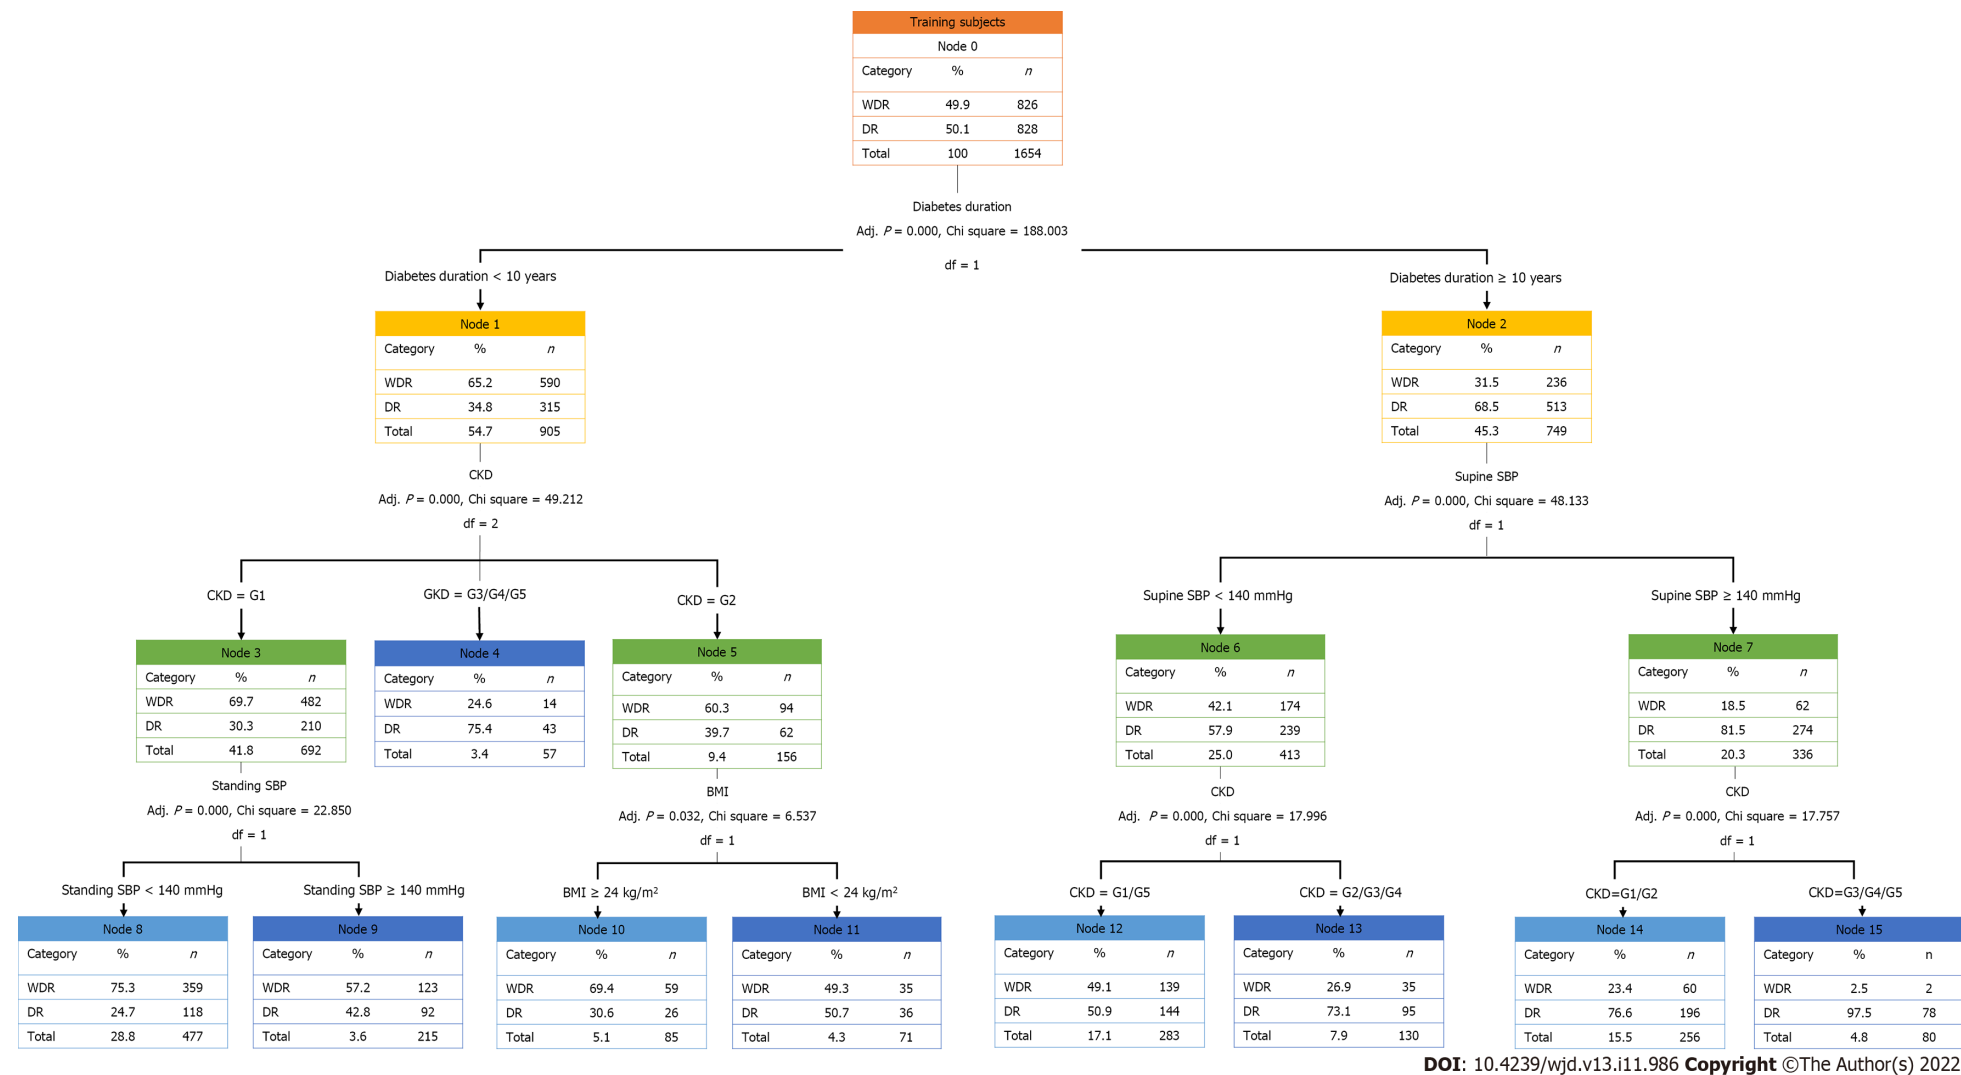 Training subjects
Node 0
Category % n
WDR 49.9 826
DR 50.1 828
Total 100 1654
Diabetes duration
Adj. P = 0.000, Chi square = 188.003
df = 1
Diabetes duration < 10 years
Diabetes duration ≥ 10 years
Node 1
Category % n
WDR 65.2 590
DR 34.8 315
Total 54.7 905
CKD
Adj. P = 0.000, Chi square = 49.212
df = 2
Node 2
Category % n
WDR 31.5 236
DR 68.5 513
Total 45.3 749
Supine SBP
Adj. P = 0.000, Chi square = 48.133
df = 1
CKD = G1
GKD = G3/G4/G5
CKD = G2
Supine SBP < 140 mmHg
Supine SBP ≥ 140 mmHg
Node 3
Category % n
WDR 69.7 482
DR 30.3 210
Total 41.8 692
Standing SBP
Adj. P = 0.000, Chi square = 22.850
df = 1
Node 4
Category % n
WDR 24.6 14
DR 75.4 43
Total 3.4 57
Node 5
Category % n
WDR 60.3 94
DR 39.7 62
Total 9.4 156
BMI
Adj. P = 0.032, Chi square = 6.537
df = 1
Node 6
Category % n
WDR 42.1 174
DR 57.9 239
Total 25.0 413
CKD
Adj. P = 0.000, Chi square = 17.996
df = 1
Node 7
Category % n
WDR 18.5 62
DR 81.5 274
Total 20.3 336
CKD
Adj. P = 0.000, Chi square = 17.757
df = 1
Standing SBP < 140 mmHg
Standing SBP ≥ 140 mmHg
BMI ≥ 24 kg/m²
BMI < 24 kg/m²
CKD = G1/G5
CKD = G2/G3/G4
CKD=G1/G2
CKD=G3/G4/G5
Node 8
Category % n
WDR 75.3 359
DR 24.7 118
Total 28.8 477
Node 9
Category % n
WDR 57.2 123
DR 42.8 92
Total 3.6 215
Node 10
Category % n
WDR 69.4 59
DR 30.6 26
Total 5.1 85
Node 11
Category % n
WDR 49.3 35
DR 50.7 36
Total 4.3 71
Node 12
Category % n
WDR 49.1 139
DR 50.9 144
Total 17.1 283
Node 13
Category % n
WDR 26.9 35
DR 73.1 95
Total 7.9 130
Node 14
Category % n
WDR 23.4 60
DR 76.6 196
Total 15.5 256
Node 15
Category % n
WDR 2.5 2
DR 97.5 78
Total 4.8 80
DOI: 10.4239/wjd.v13.i11.986 Copyright ©The Author(s) 2022